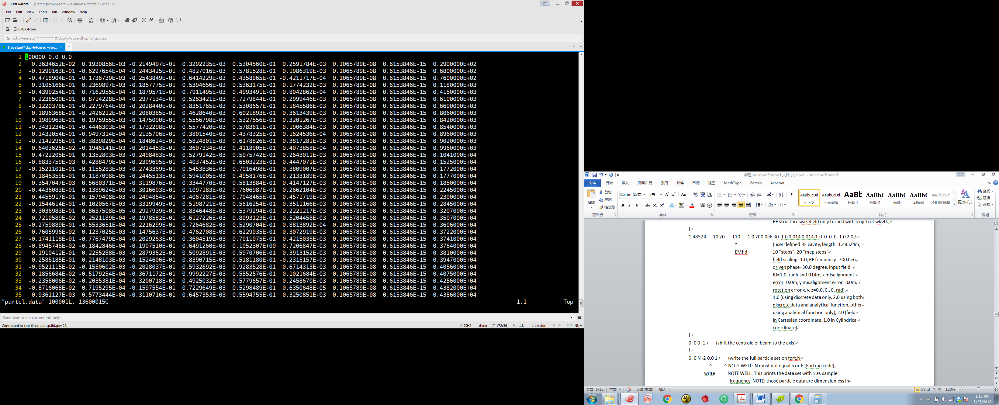 CPB-64core yuetao@cbp-64core: ~/examples/example - Xshell 5
File Edit View Tools Tab Window Help
CPB-64core
ssh://yuetao:*************@cbp-64core.dhcp.lbl.gov:22
1 yuetao@cbp-64core: ~/ex... × +
1 100000 0.0 0.0
2 0.3634652E-02 0.1930856E-03 -0.2149497E-01 0.3292235E-03 0.5304560E-01 0.2591784E-03 0.1065789E-08 0.6153846E-15 0.2900000E+02
3 -0.1299163E-01 -0.6297654E-04 -0.2443425E-01 0.4827016E-03 0.5781528E-01 0.1986319E-03 0.1065789E-08 0.6153846E-15 0.6800000E+02
4 -0.4718904E-01 -0.1736739E-03 -0.2543849E-01 0.6414229E-03 0.4358965E-01 -0.4211717E-04 0.1065789E-08 0.6153846E-15 0.7600000E+02
5 0.3105166E-01 0.2369897E-03 -0.1857775E-01 0.5394656E-03 0.5363175E-01 0.1774232E-03 0.1065789E-08 0.6153846E-15 0.1180000E+03
6 -0.4399254E-01 0.7162955E-04 -0.1879571E-01 0.7911495E-03 0.4993491E-01 0.8042862E-04 0.1065789E-08 0.6153846E-15 0.4150000E+03
7 0.2238500E-01 0.8714228E-04 -0.2977134E-01 0.5263421E-03 0.7279844E-01 0.2999446E-03 0.1065789E-08 0.6153846E-15 0.6100000E+03
8 -0.1220378E-01 -0.2279764E-03 -0.2028440E-01 0.8351765E-03 0.5308657E-01 0.1845586E-03 0.1065789E-08 0.6153846E-15 0.6690000E+03
9 0.1896368E-01 -0.2426212E-04 -0.2080385E-01 0.4628640E-03 0.6021893E-01 0.3613439E-03 0.1065789E-08 0.6153846E-15 0.8060000E+03
10 0.1989963E-01 0.1975955E-03 -0.1475090E-01 0.5556798E-03 0.5327556E-01 0.3201267E-03 0.1065789E-08 0.6153846E-15 0.8420000E+03
11 -0.3431234E-01 -0.4446303E-04 -0.1732298E-01 0.5577420E-03 0.5783811E-01 0.1906384E-03 0.1065789E-08 0.6153846E-15 0.8540000E+03
12 0.1432054E-01 -0.9497314E-04 -0.2135706E-01 0.3801540E-03 0.4378325E-01 0.1624536E-04 0.1065789E-08 0.6153846E-15 0.8960000E+03
13 -0.2142295E-01 -0.3839829E-04 -0.1848624E-01 0.5824801E-03 0.6178826E-01 0.3817281E-03 0.1065789E-08 0.6153846E-15 0.9020000E+03
14 0.6403625E-02 -0.1946141E-03 -0.2014453E-01 0.3607334E-03 0.4118905E-01 0.4073858E-04 0.1065789E-08 0.6153846E-15 0.9960000E+03
15 0.4722205E-01 0.1352803E-03 -0.2498483E-01 0.5279142E-03 0.5075742E-01 0.2643011E-03 0.1065789E-08 0.6153846E-15 0.1041000E+04
16 -0.8833759E-03 0.4288479E-04 -0.2309695E-01 0.4037452E-03 0.6503223E-01 0.4447071E-03 0.1065789E-08 0.6153846E-15 0.1525000E+04
17 -0.1521101E-01 -0.1155283E-03 -0.2743369E-01 0.5453836E-03 0.7016498E-01 0.3809007E-03 0.1065789E-08 0.6153846E-15 0.1772000E+04
18 0.1845359E-01 0.1187098E-05 -0.2445513E-01 0.5941005E-03 0.4958176E-01 0.2133189E-03 0.1065789E-08 0.6153846E-15 0.1777000E+04
19 0.3547047E-03 0.5680371E-04 -0.3119876E-01 0.3344770E-03 0.5813884E-01 0.4147127E-03 0.1065789E-08 0.6153846E-15 0.1850000E+04
20 -0.4436083E-01 0.1389624E-03 -0.3016603E-01 0.1097183E-02 0.7606987E-01 0.2662104E-03 0.1065789E-08 0.6153846E-15 0.2245000E+04
21 0.4455917E-01 0.1579408E-03 -0.2494854E-01 0.4067281E-03 0.7048465E-01 0.4571719E-03 0.1065789E-08 0.6153846E-15 0.2300000E+04
22 -0.1544614E-01 -0.1020567E-03 -0.3319949E-01 0.5198721E-03 0.5616254E-01 0.3511166E-03 0.1065789E-08 0.6153846E-15 0.2845000E+04
23 0.3036983E-01 0.8637508E-05 -0.2927939E-01 0.8346448E-03 0.5379294E-01 0.2221217E-03 0.1065789E-08 0.6153846E-15 0.3207000E+04
24 0.7210589E-02 0.2521189E-04 -0.1978582E-01 0.6127226E-03 0.8093123E-01 0.5204458E-03 0.1065789E-08 0.6153846E-15 0.3507000E+04
25 -0.2759889E-01 -0.5533651E-04 -0.2216299E-01 0.7264682E-03 0.5290704E-01 0.8813892E-04 0.1065789E-08 0.6153846E-15 0.3606000E+04
26 0.7605996E-02 0.1237025E-03 -0.1475637E-01 0.4762708E-03 0.6229035E-01 0.3072919E-03 0.1065789E-08 0.6153846E-15 0.3722000E+04
27 -0.1741118E-01 -0.7767479E-04 -0.2029263E-01 0.3604519E-03 0.7011075E-01 0.4215035E-03 0.1065789E-08 0.6153846E-15 0.3741000E+04
28 -0.8945745E-02 -0.1842846E-04 -0.1907510E-01 0.6491260E-03 0.1052307E+00 0.7206847E-03 0.1065789E-08 0.6153846E-15 0.3764000E+04
29 0.1910412E-01 0.2255288E-03 -0.2879352E-01 0.5092891E-03 0.5970706E-01 0.3913152E-03 0.1065789E-08 0.6153846E-15 0.3810000E+04
30 0.2585185E-01 0.2148103E-03 -0.1524606E-01 0.8390715E-03 0.5181180E-01 -0.2315157E-03 0.1065789E-08 0.6153846E-15 0.3947000E+04
31 -0.9521115E-02 -0.1550602E-03 -0.2028037E-01 0.5932692E-03 0.9283528E-01 0.6714313E-03 0.1065789E-08 0.6153846E-15 0.4056000E+04
32 0.1856684E-02 -0.5179254E-04 -0.3671172E-01 0.9992227E-03 0.5852576E-01 0.1021684E-03 0.1065789E-08 0.6153846E-15 0.4075000E+04
33 -0.2358006E-02 -0.2035381E-04 -0.3200718E-01 0.4925032E-03 0.5779657E-01 0.2458670E-03 0.1065789E-08 0.6153846E-15 0.4256000E+04
34 -0.8716068E-02 0.7195295E-04 -0.1597554E-01 0.7229649E-03 0.5298489E-01 0.6350648E-05 0.1065789E-08 0.6153846E-15 0.4382000E+04
35 0.9361127E-03 0.5773444E-04 -0.3110716E-01 0.6457353E-03 0.5594755E-01 0.3250851E-03 0.1065789E-08 0.6153846E-15 0.4386000E+04
"partcl.data" 100001L, 13600015C 1,1 Top
Send text to the current tab only
Connected to cbp-64core.dhcp.lbl.gov:22. SSH2 xterm 172x36 1,8 1 session CAP NUM
新建 Microsoft Word 文档 (2).docx - Microsoft Word
文件 开始 插入 页面布局 引用 邮件 审阅 视图 MathType Zotero Acrobat
粘贴 剪切 复制 格式刷 剪贴板
Calibri (西文] 五号 字体
段落
AaBbCcDd 正文 AaBbCcDd 无间隔 AaBb 标题 1 AaBb( 标题 2 AaBb( 标题 AaBb( 副标题 AaBbCcDd 不明显强调 更改样式 样式
查找 替换 选择 编辑
RF structure wakefield only turned with length of wk>0.)
!
1.48524 10 20 110 1.0 700.0e6 30. 1.0 0.014 0.014 0. 0. 0. 0. 0. 1.0 2.0 /
^ (user defined RF cavity, length=1.48524m,
EMfld 10 "steps", 20 "map steps"
field scaling=1.0, RF frequency=700.0e6,
driven phase=30.0 degree, input field
ID=1.0, radius=0.014m, x misalignment
error=0.0m, y misalignment error=0.0m,
rotation error x, y, z=0.0, 0., 0. rad),
1.0 (using discrete data only, 2.0 using both
discrete data and analytical function, other
using analytical function only), 2.0 (field
in Cartesian coordinate, 1.0 in Cylindrical
coordinate)
!
0. 0 0 -1 / (shift the centroid of beam to the axis)
!
0. 0 N -2 0.0 1 / (write the full particle set on fort.N
^ ^ NOTE WELL: N must not equal 5 or 6 (Fortran code)
write NOTE WELL: This prints the data set with 1 as sample
frequency. NOTE: those particle data are dimensionless in
页面: 8/12 字数: 4 英语(美国) 插入 120%
CH 1:16 PM
5/25/2018